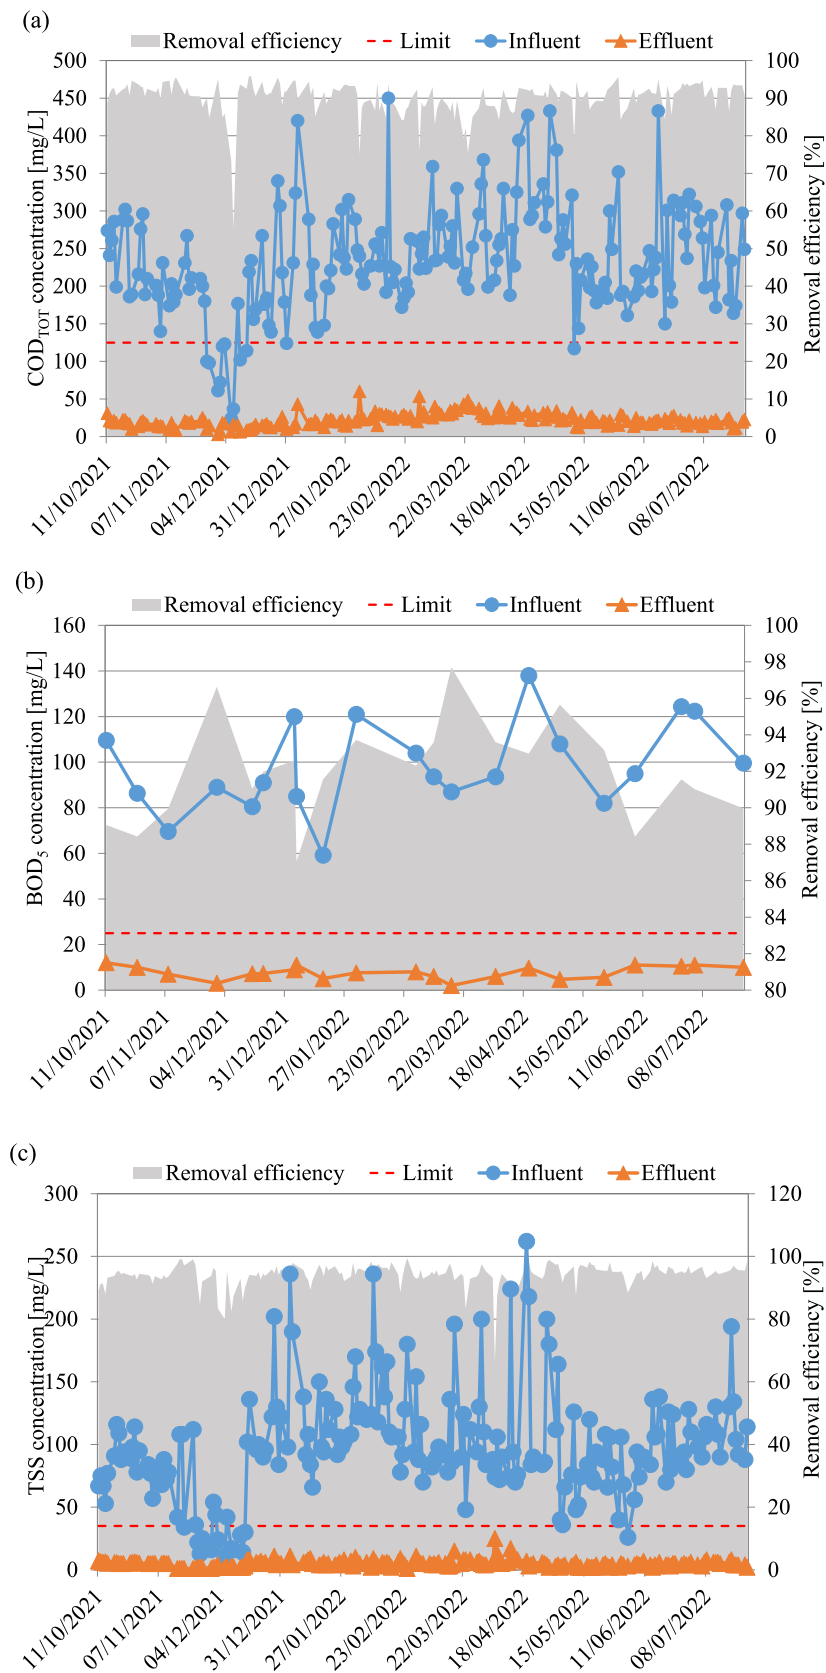 (a)
Removal efficiency Limit Influent Effluent
500 100
450 90
400 80
350 70
300 60
250 50
200 40
150 30
100 20
50 10
0 0
COD_TOT concentration [mg/L]
Removal efficiency [%]
11/10/2021 07/11/2021 04/12/2021 31/12/2021 27/01/2022 23/02/2022 22/03/2022 18/04/2022 15/05/2022 11/06/2022 08/07/2022
(b)
Removal efficiency Limit Influent Effluent
160 100
140 98
120 96
100 94
80 92
60 90
40 88
20 86
0 84
82
80
BOD5 concentration [mg/L]
Removal efficiency [%]
11/10/2021 07/11/2021 04/12/2021 31/12/2021 27/01/2022 23/02/2022 22/03/2022 18/04/2022 15/05/2022 11/06/2022 08/07/2022
(c)
Removal efficiency Limit Influent Effluent
300 120
250 100
200 80
150 60
100 40
50 20
0 0
TSS concentration [mg/L]
Removal efficiency [%]
11/10/2021 07/11/2021 04/12/2021 31/12/2021 27/01/2022 23/02/2022 22/03/2022 18/04/2022 15/05/2022 11/06/2022 08/07/2022